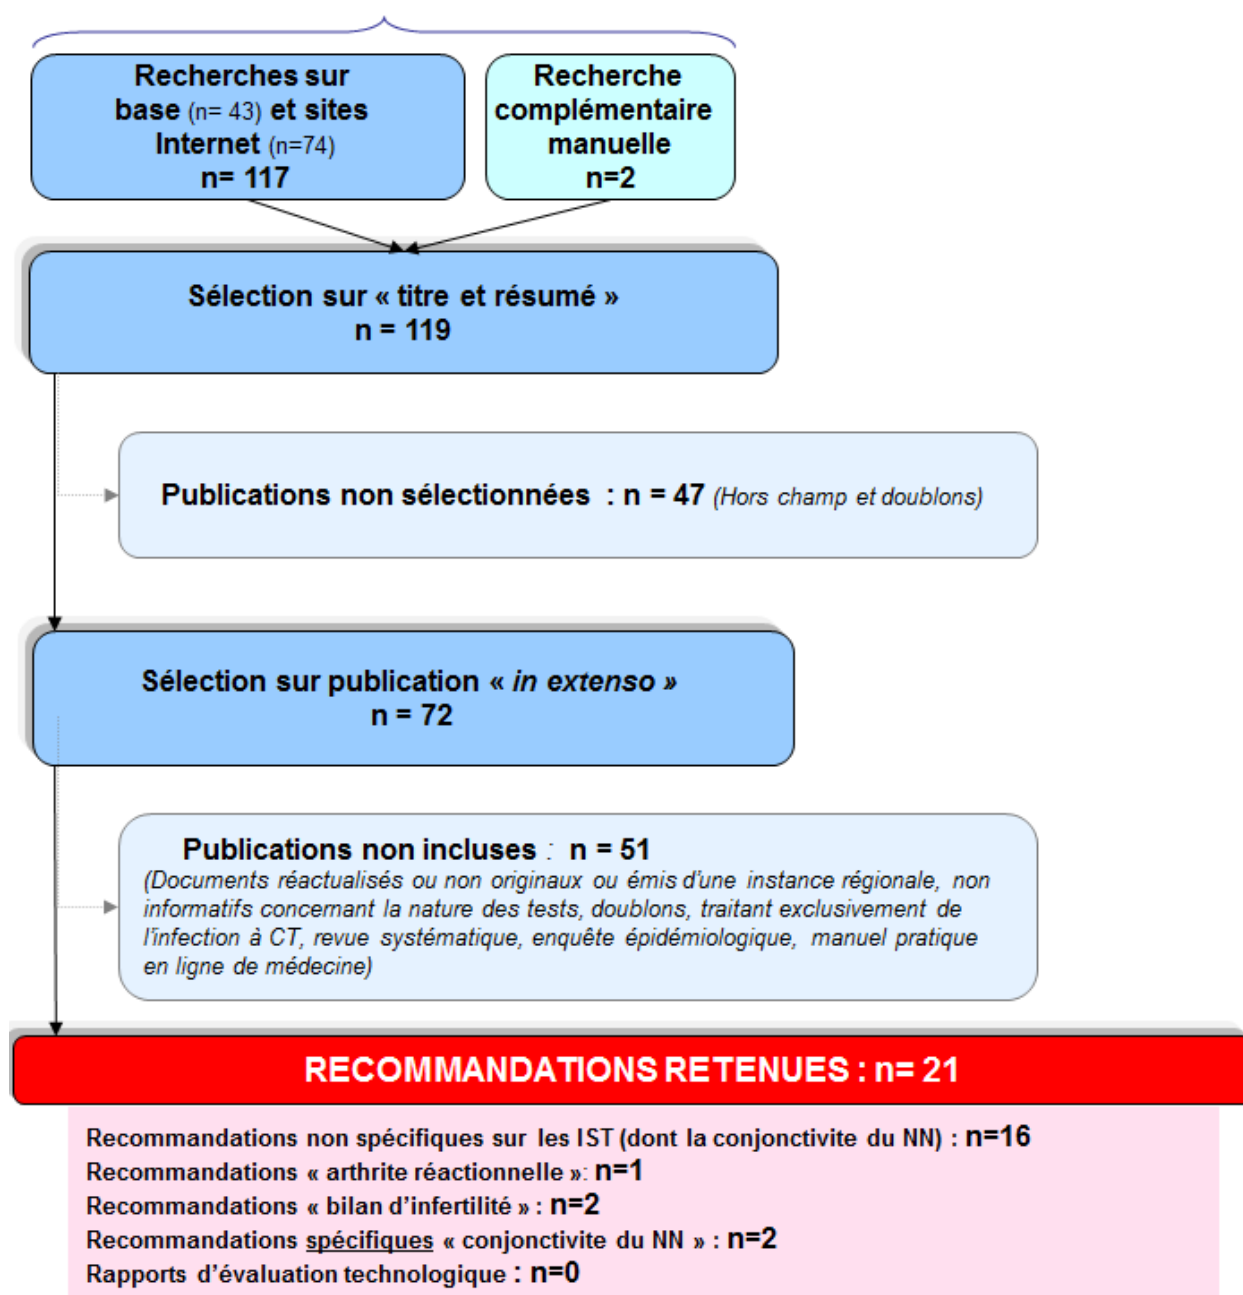 Recherches sur
base (n= 43) et sites
Internet (n=74)
n= 117
Recherche
complémentaire
manuelle
n=2
Sélection sur « titre et résumé »
n = 119
Publications non sélectionnées : n = 47 (Hors champ et doublons)
Sélection sur publication « in extenso »
n = 72
Publications non incluses : n = 51
(Documents réactualisés ou non originaux ou émis d'une instance régionale, non
informatifs concernant la nature des tests, doublons, traitant exclusivement de
l'infection à CT, revue systématique, enquête épidémiologique, manuel pratique
en ligne de médecine)
RECOMMANDATIONS RETENUES : n= 21
Recommandations non spécifiques sur les IST (dont la conjonctivite du NN) : n=16
Recommandations « arthrite réactionnelle »: n=1
Recommandations « bilan d'infertilité » : n=2
Recommandations spécifiques « conjonctivite du NN » : n=2
Rapports d'évaluation technologique : n=0